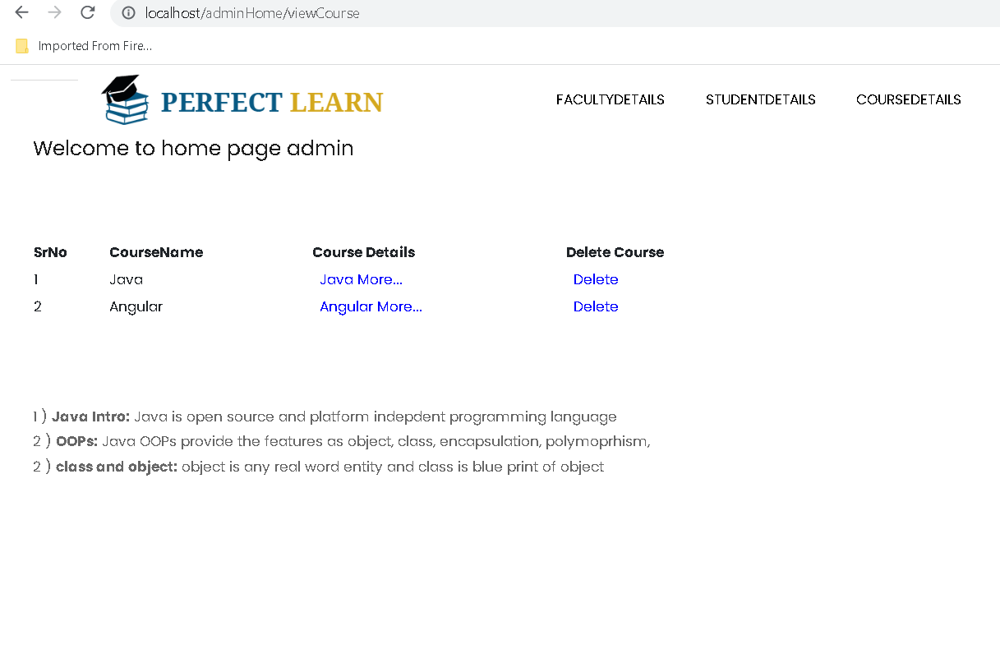 localhost/adminHome/viewCourse
Imported From Fire...
PERFECT LEARN FACULTYDETAILS STUDENTDETAILS COURSEDETAILS
Welcome to home page admin
SrNo CourseName Course Details Delete Course
1 Java Java More... Delete
2 Angular Angular More... Delete
1 ) Java Intro: Java is open source and platform indepdent programming language
2 ) OOPs: Java OOPs provide the features as object, class, encapsulation, polymoprhism,
2 ) class and object: object is any real word entity and class is blue print of object